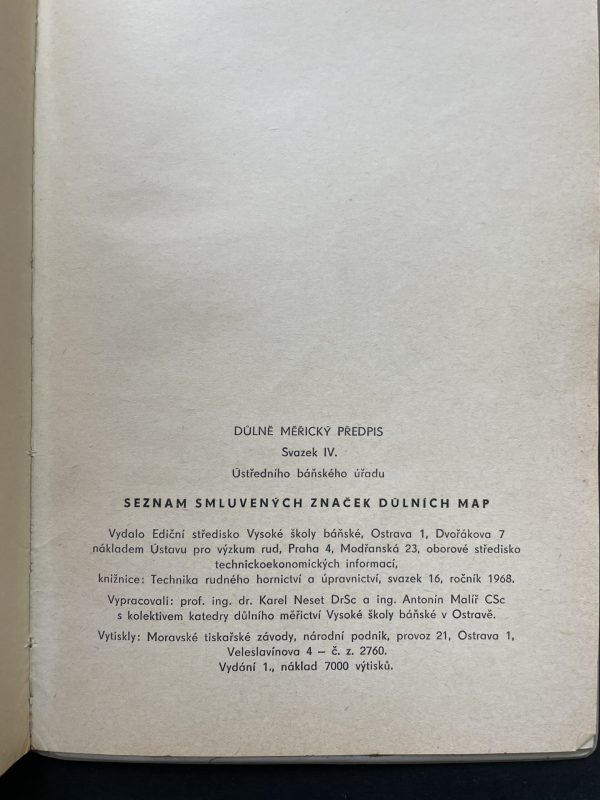 DŮLNĚ MĚŘICKÝ PŘEDPIS
Svazek IV.
Ústředního báňského úřadu
SEZNAM SMLUVENÝCH ZNAČEK DŮLNÍCH MAP
Vydalo Ediční středisko Vysoké školy báňské, Ostrava 1, Dvořákova 7
nákladem Ústavu pro výzkum rud, Praha 4, Modřanská 23, oborové středisko
technickoekonomických informací,
knižnice: Technika rudného hornictví a úpravnictví, svazek 16, ročník 1968.
Vypracovali: prof. ing. dr. Karel Neset DrSc a ing. Antonín Malíř CSc
s kolektivem katedry důlního měřictví Vysoké školy báňské v Ostravě.
Vytiskly: Moravské tiskařské závody, národní podnik, provoz 21, Ostrava 1,
Veleslavínova 4 – č. z. 2760.
Vydání 1., náklad 7000 výtisků.